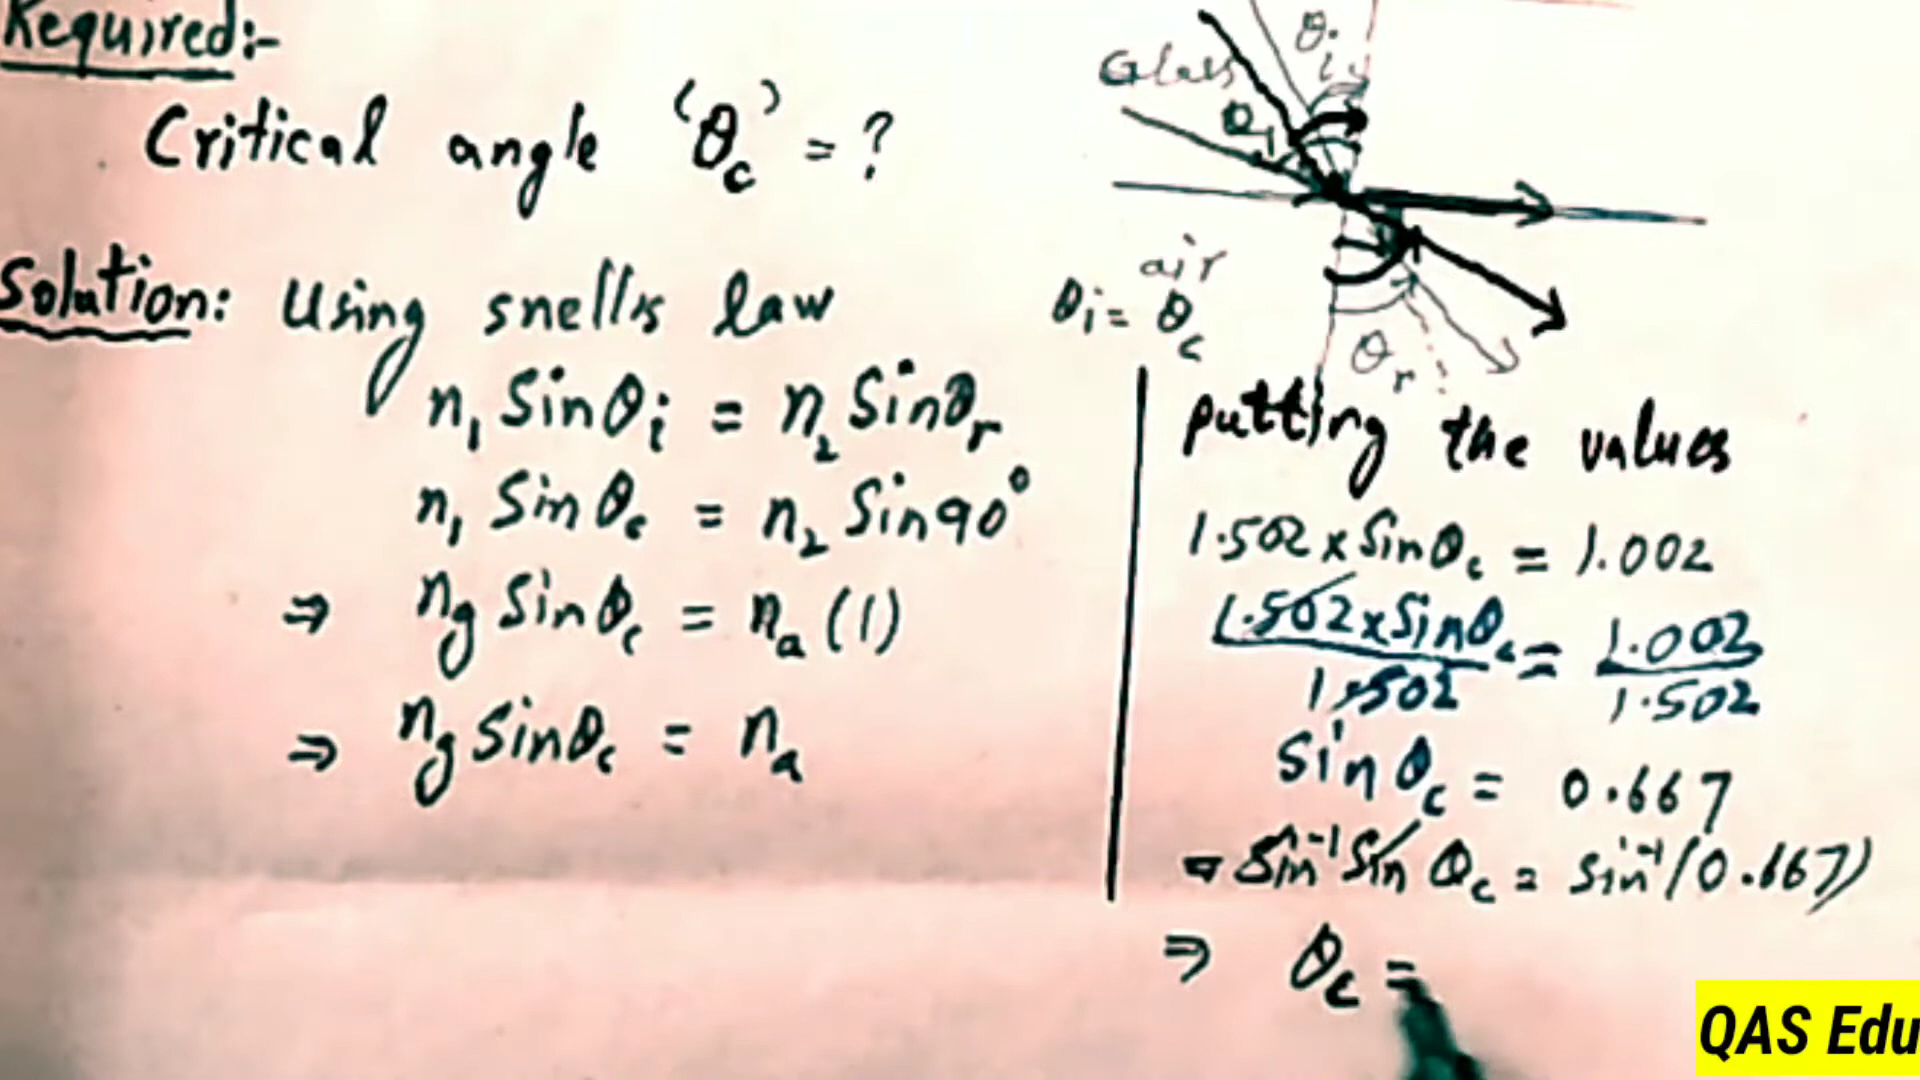 Required:-
Critical angle 'θc' = ?
Solution: Using snell's law
n₁ Sinθi = n₂ Sinθr
n₁ Sinθc = n₂ Sin90°
⇒ ng Sinθc = na (1)
⇒ ng Sinθc = na
Glass
θi
θ1
air
θi = θc
θr
putting the values
1.502 x Sinθc = 1.002
1.502 x Sinθc / 1.502 = 1.002 / 1.502
Sin θc = 0.667
⇒ Sin⁻¹ Sin θc = Sin⁻¹(0.667)
⇒ θc =
QAS Edu